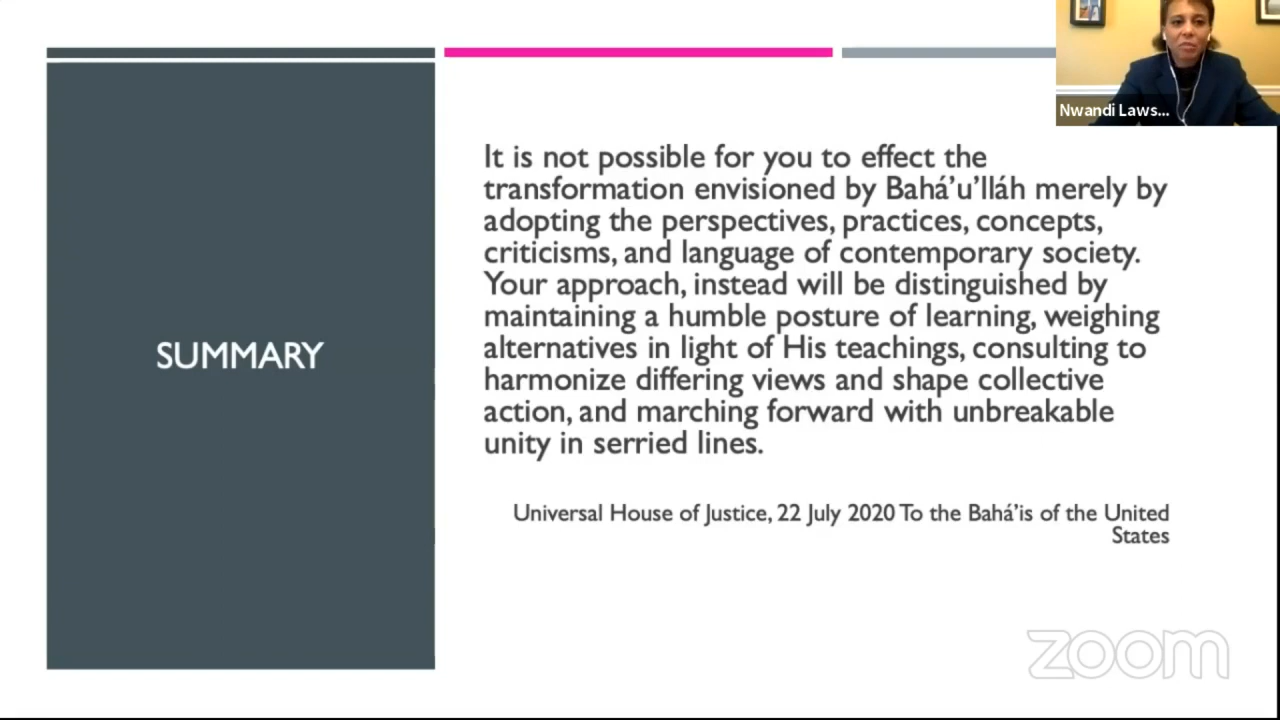 Nwandi Laws...
It is not possible for you to effect the
transformation envisioned by Bahá’u’lláh merely by
adopting the perspectives, practices, concepts,
criticisms, and language of contemporary society.
Your approach, instead will be distinguished by
maintaining a humble posture of learning, weighing
alternatives in light of His teachings, consulting to
harmonize differing views and shape collective
action, and marching forward with unbreakable
unity in serried lines.
SUMMARY
Universal House of Justice, 22 July 2020 To the Bahá’is of the United
States
zoom